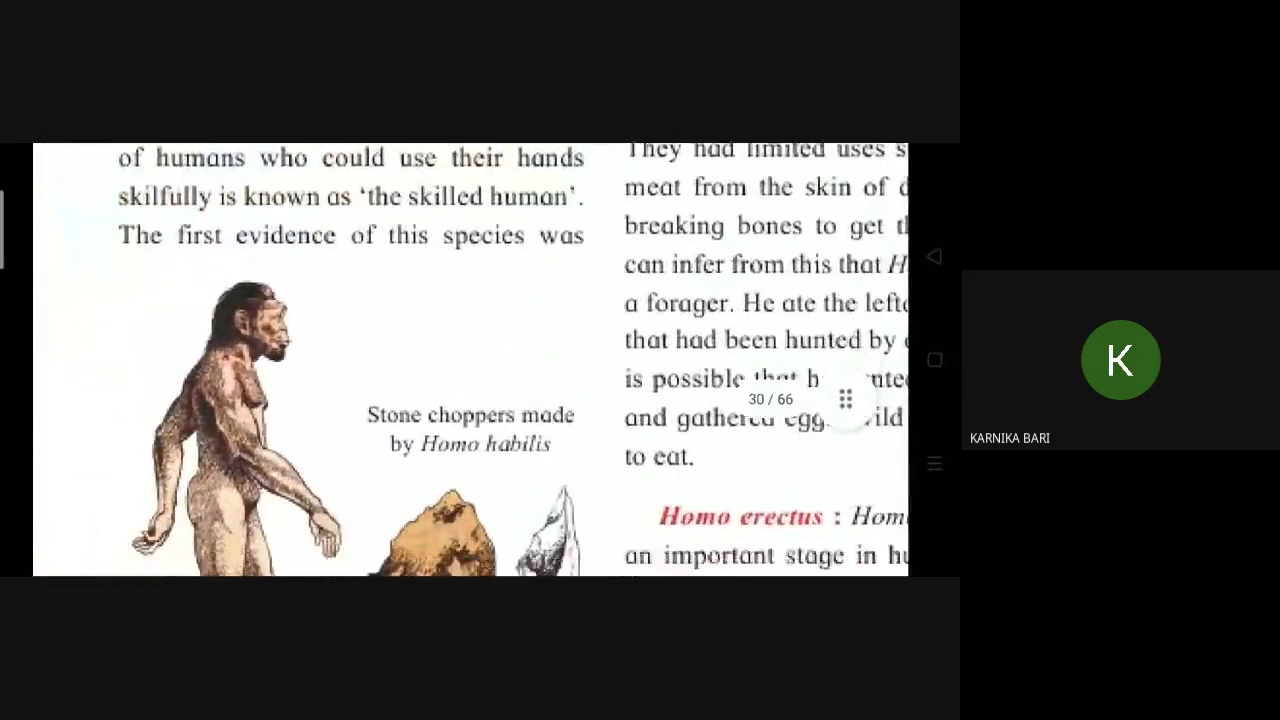 of humans who could use their hands
skilfully is known as ‘the skilled human’.
The first evidence of this species was
Stone choppers made
by Homo habilis
They had limited uses s
meat from the skin of
breaking bones to get
can infer from this that
a forager. He ate the
that had been hunted by
is possible that
and gathered
to eat.
Homo erectus :
an important stage in
30 / 66
K
KARNIKA BARI